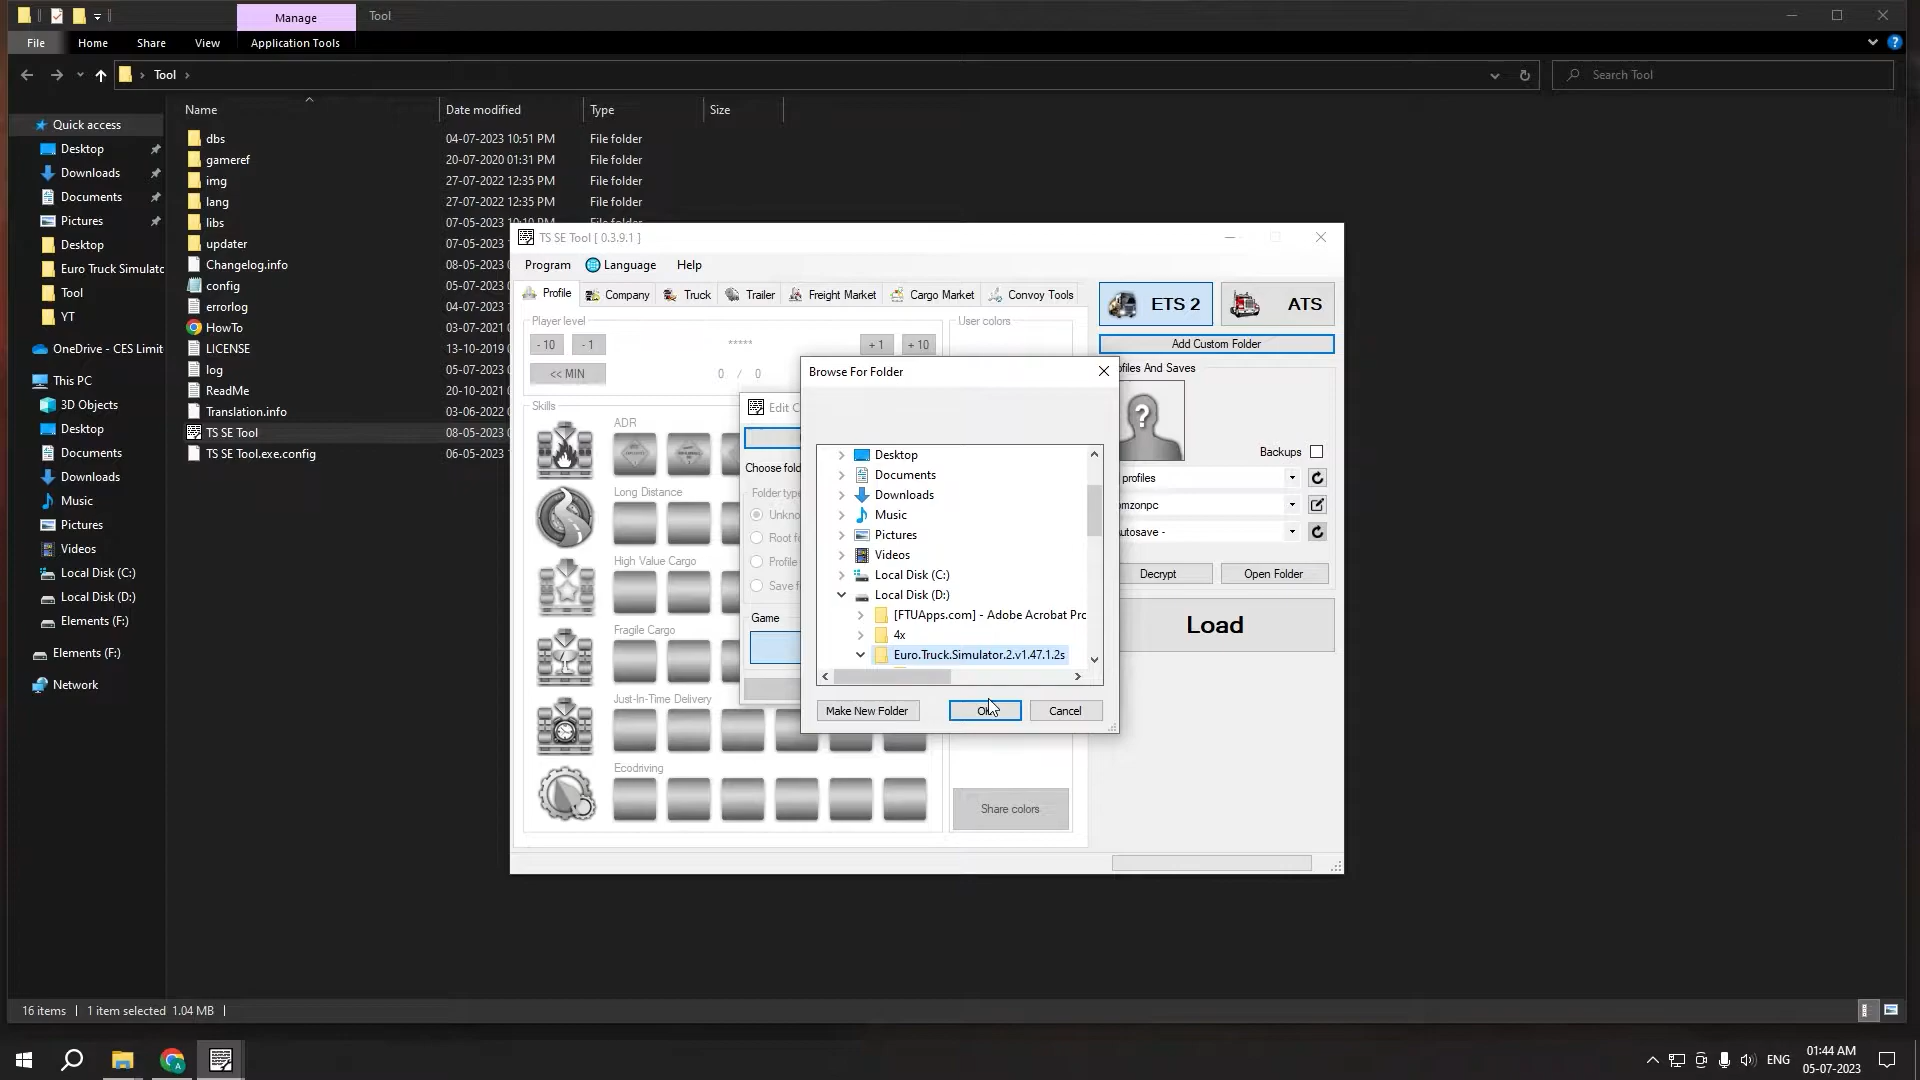 Manage
Tool
File
Home
Share
View
Application Tools
Tool
Search Tool
Name
Date modified
Type
Size
Quick access
Desktop
Downloads
Documents
Pictures
Desktop
Euro Truck Simulato
Tool
YT
OneDrive - CES Limit
This PC
3D Objects
Desktop
Documents
Downloads
Music
Pictures
Videos
Local Disk (C:)
Local Disk (D:)
Elements (F:)
Elements (F:)
Network
dbs 04-07-2023 10:51 PM File folder
gameref 20-07-2020 01:31 PM File folder
img 27-07-2022 12:35 PM File folder
lang 27-07-2022 12:35 PM File folder
libs 07-05-2023 10:10 PM File folder
updater 07-05-2023
Changelog.info 08-05-2023
config 05-07-2023
errorlog 04-07-2023
HowTo 03-07-2021
LICENSE 13-10-2019
log 05-07-2023
ReadMe 20-10-2021
Translation.info 03-06-2022
TS SE Tool 08-05-2023
TS SE Tool.exe.config 06-05-2023
TS SE Tool [ 0.3.9.1 ]
Program
Language
Help
Profile
Company
Truck
Trailer
Freight Market
Cargo Market
Convoy Tools
ETS 2
ATS
Add Custom Folder
Player level
User colors
- 10
- 1
*****
+ 1
+ 10
<< MIN
0 / 0
Skills
ADR
Long Distance
High Value Cargo
Fragile Cargo
Just-In-Time Delivery
Ecodriving
Share colors
Edit C
Choose fold
Folder type
Unkno
Root fo
Profile
Save f
Game
Browse For Folder
Desktop
Documents
Downloads
Music
Pictures
Videos
Local Disk (C:)
Local Disk (D:)
[FTUApps.com] - Adobe Acrobat Pro
4x
Euro.Truck.Simulator.2.v1.47.1.2s
Make New Folder
Cancel
ofiles And Saves
?
Backups
profiles
omzonpc
utosave -
Decrypt
Open Folder
Load
16 items
1 item selected 1.04 MB
ENG
01:44 AM
05-07-2023